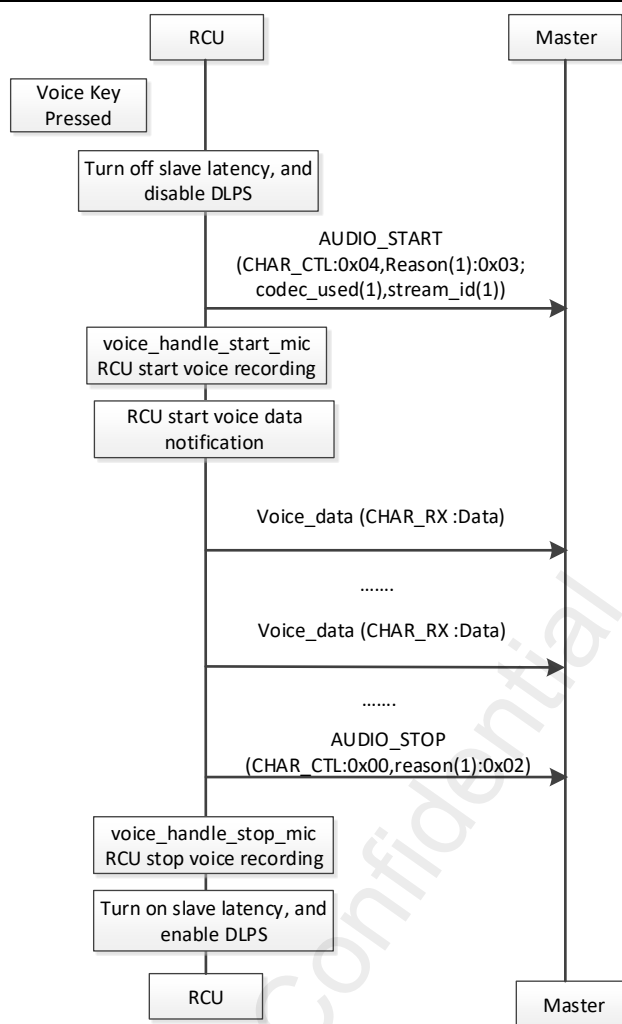 RCU
Master
Voice Key
Pressed
Turn off slave latency, and
disable DLPS
AUDIO_START
(CHAR_CTL:0x04,Reason(1):0x03;
codec_used(1),stream_id(1))
voice_handle_start_mic
RCU start voice recording
RCU start voice data
notification
Voice_data (CHAR_RX :Data)
.......
Voice_data (CHAR_RX :Data)
.......
AUDIO_STOP
(CHAR_CTL:0x00,reason(1):0x02)
voice_handle_stop_mic
RCU stop voice recording
Turn on slave latency, and
enable DLPS
RCU
Master
Confidential